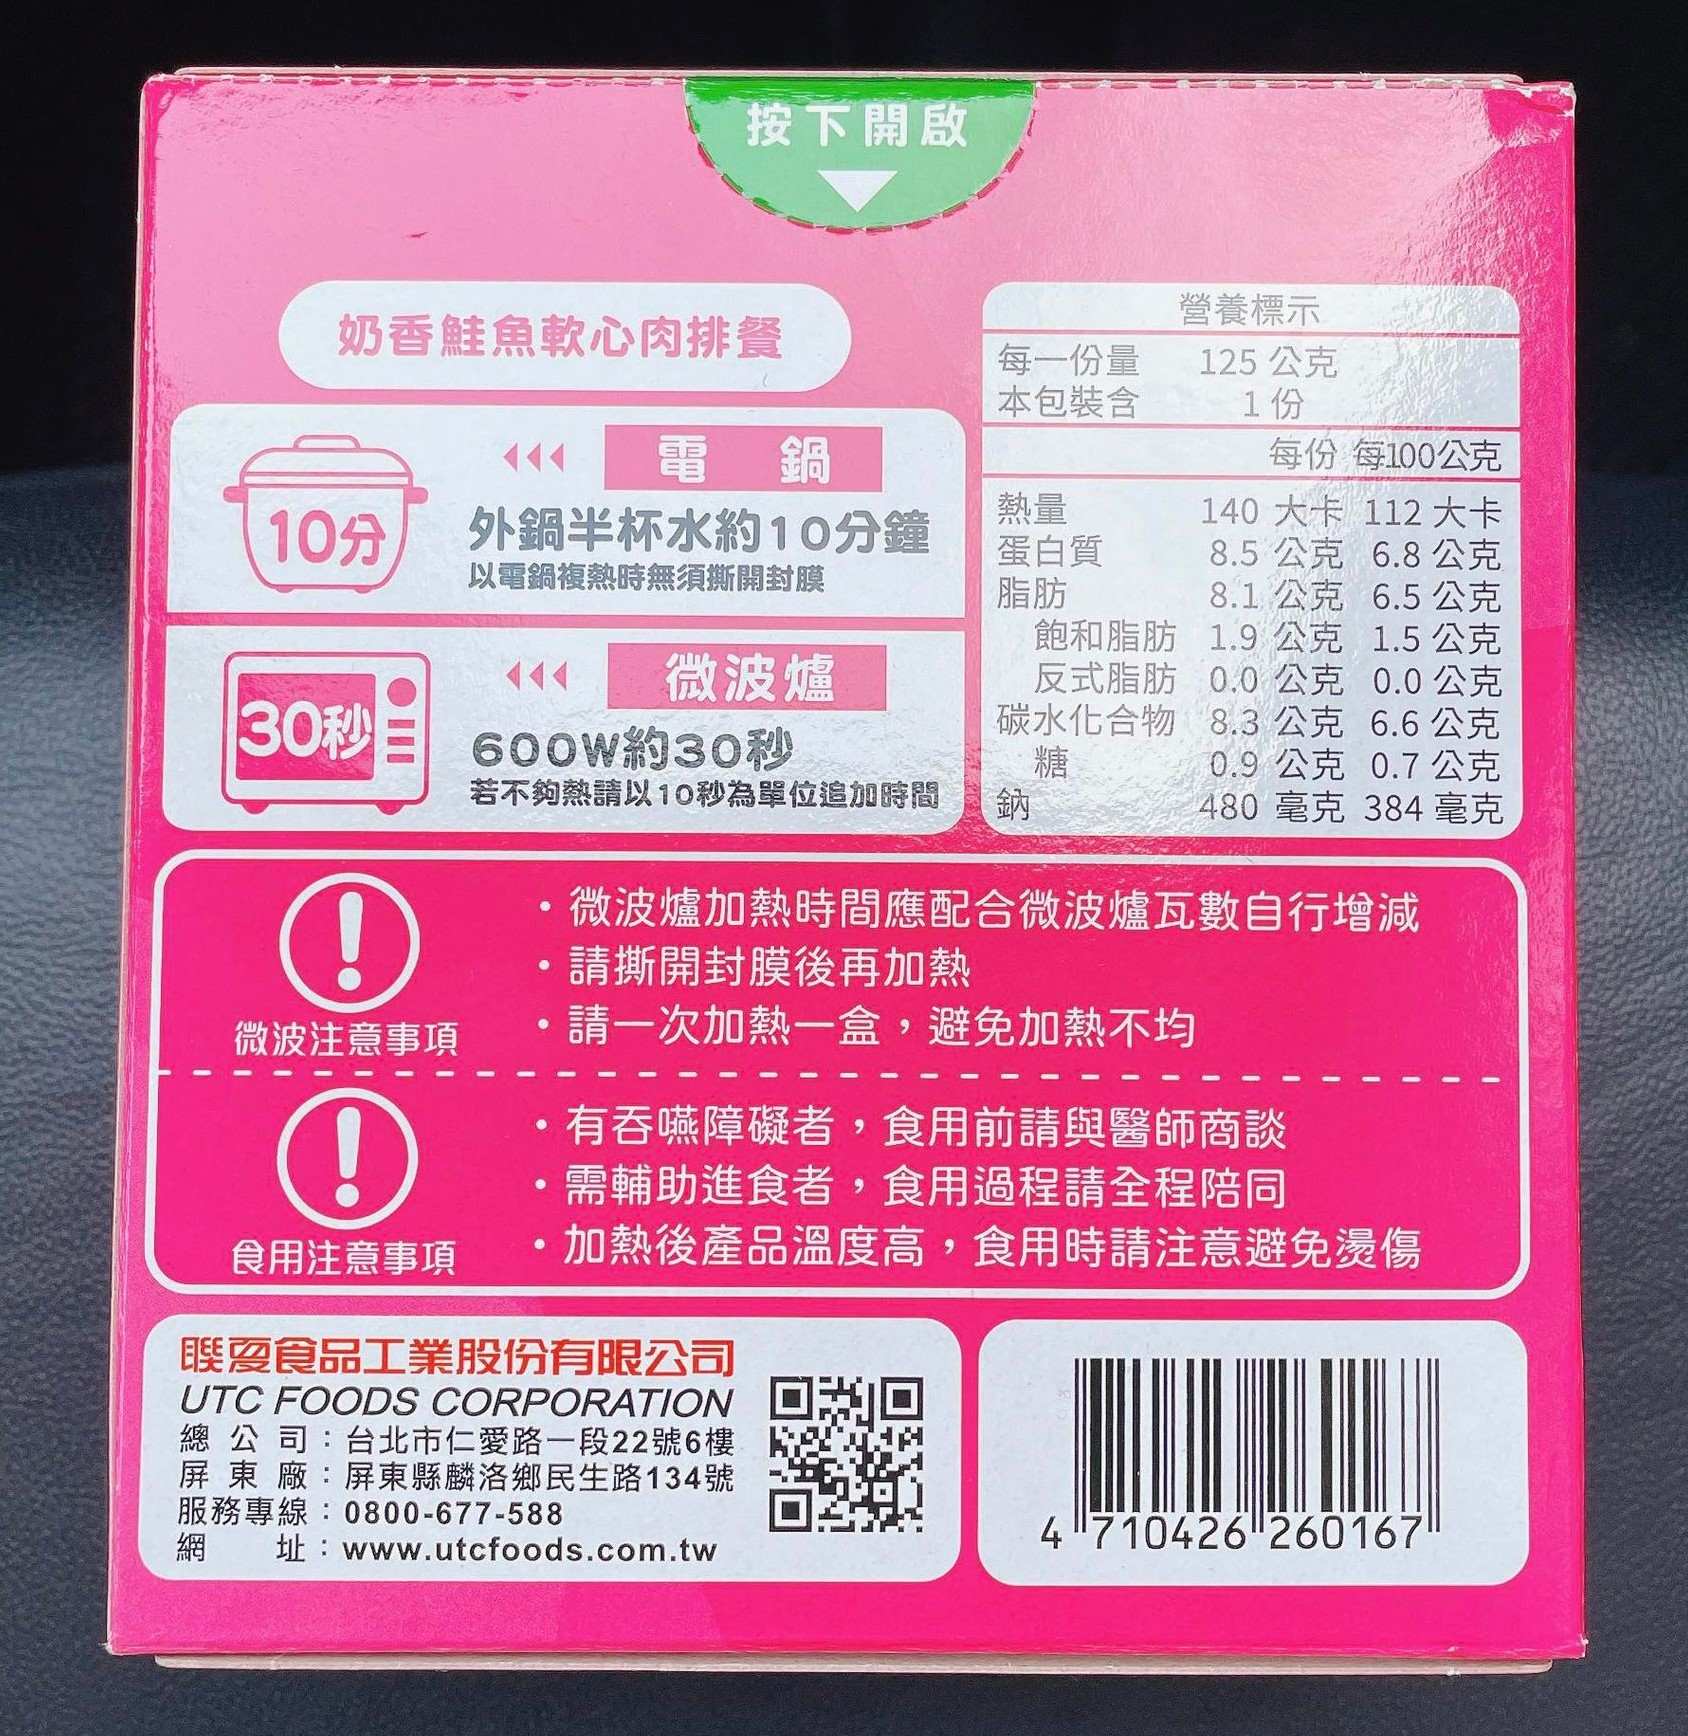 按下開啟
奶香鮭魚軟心肉排餐
10分
電 鍋
外鍋半杯水約10分鐘
以電鍋複熱時無須撕開封膜
30秒
微波爐
600W約30秒
若不夠熱請以10秒為單位追加時間
營養標示
每一份量 125 公克
本包裝含 1 份
每份 每100公克
熱量 140 大卡 112 大卡
蛋白質 8.5 公克 6.8 公克
脂肪 8.1 公克 6.5 公克
飽和脂肪 1.9 公克 1.5 公克
反式脂肪 0.0 公克 0.0 公克
碳水化合物 8.3 公克 6.6 公克
糖 0.9 公克 0.7 公克
鈉 480 毫克 384 毫克
微波注意事項
・微波爐加熱時間應配合微波爐瓦數自行增減
・請撕開封膜後再加熱
・請一次加熱一盒，避免加熱不均
食用注意事項
・有吞嚥障礙者，食用前請與醫師商談
・需輔助進食者，食用過程請全程陪同
・加熱後產品溫度高，食用時請注意避免燙傷
聯夏食品工業股份有限公司
UTC FOODS CORPORATION
總公司：台北市仁愛路一段22號6樓
屏東廠：屏東縣麟洛鄉民生路134號
服務專線：0800-677-588
網址：www.utcfoods.com.tw
4 710426 260167